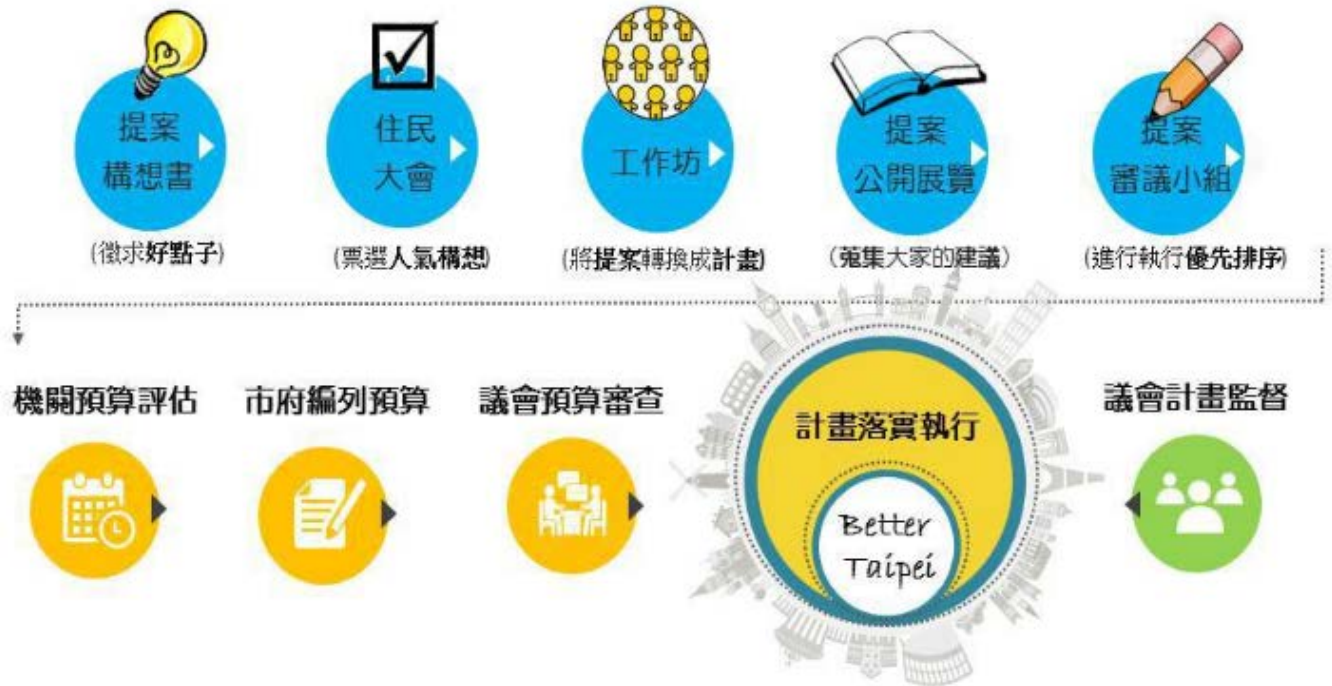 提案
構想書
(徵求好點子)
住民
大會
(票選人氣構想)
工作坊
(將提案轉換成計畫)
提案
公開展覽
(蒐集大家的建議)
提案
審議小組
(進行執行優先排序)
機關預算評估
市府編列預算
議會預算審查
計畫落實執行
Better
Taipei
議會計畫監督